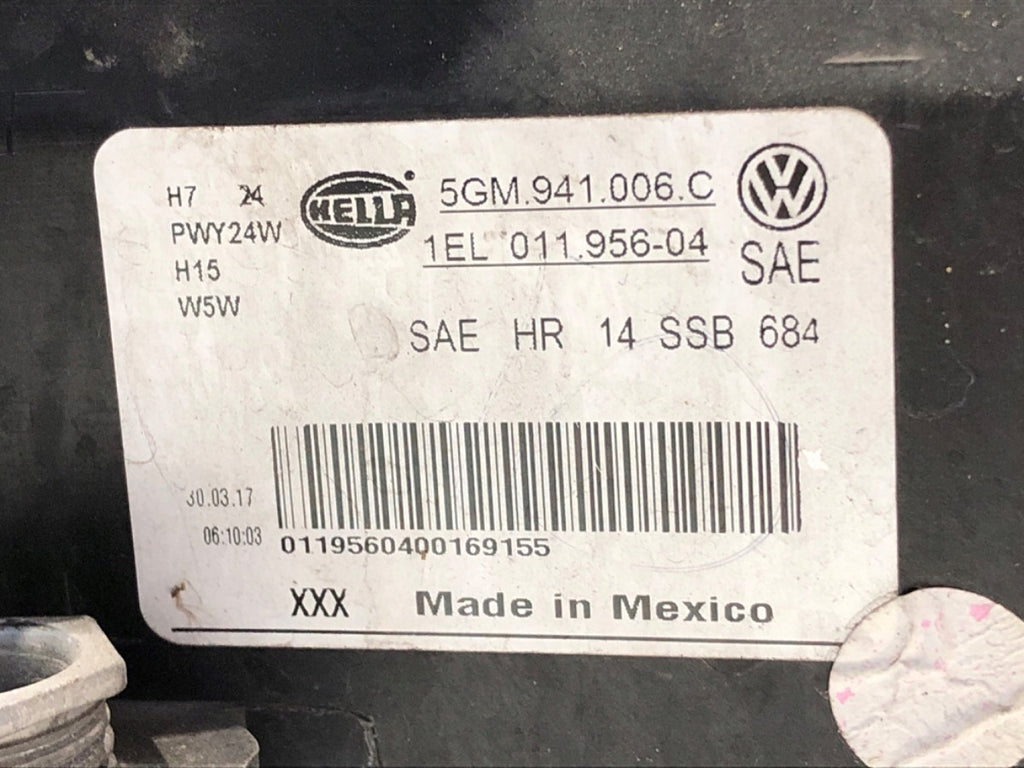 H7 24
PWY24W
H15
W5W
HELLA
5GM.941.006.C
1EL 011.956-04
VW
SAE
SAE HR 14 SSB 684
30.03.17
06:10:03
0119560400169155
XXX Made in Mexico